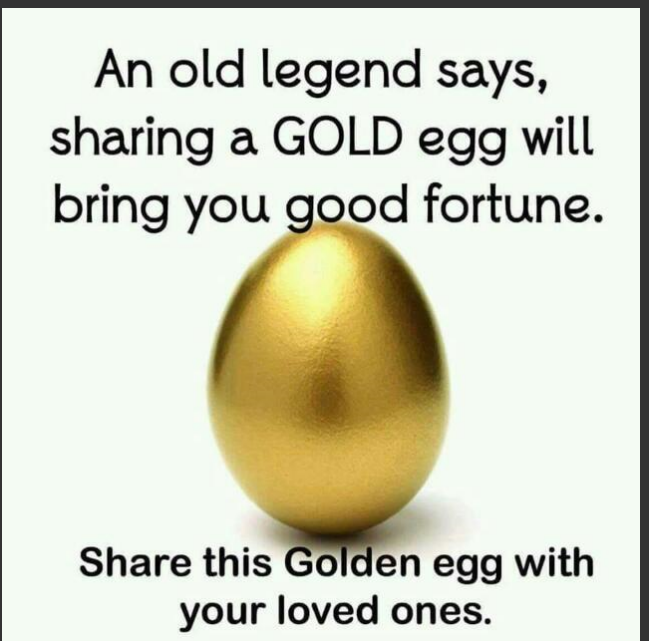 An old legend says,
sharing a GOLD egg will
bring you good fortune.
Share this Golden egg with
your loved ones.